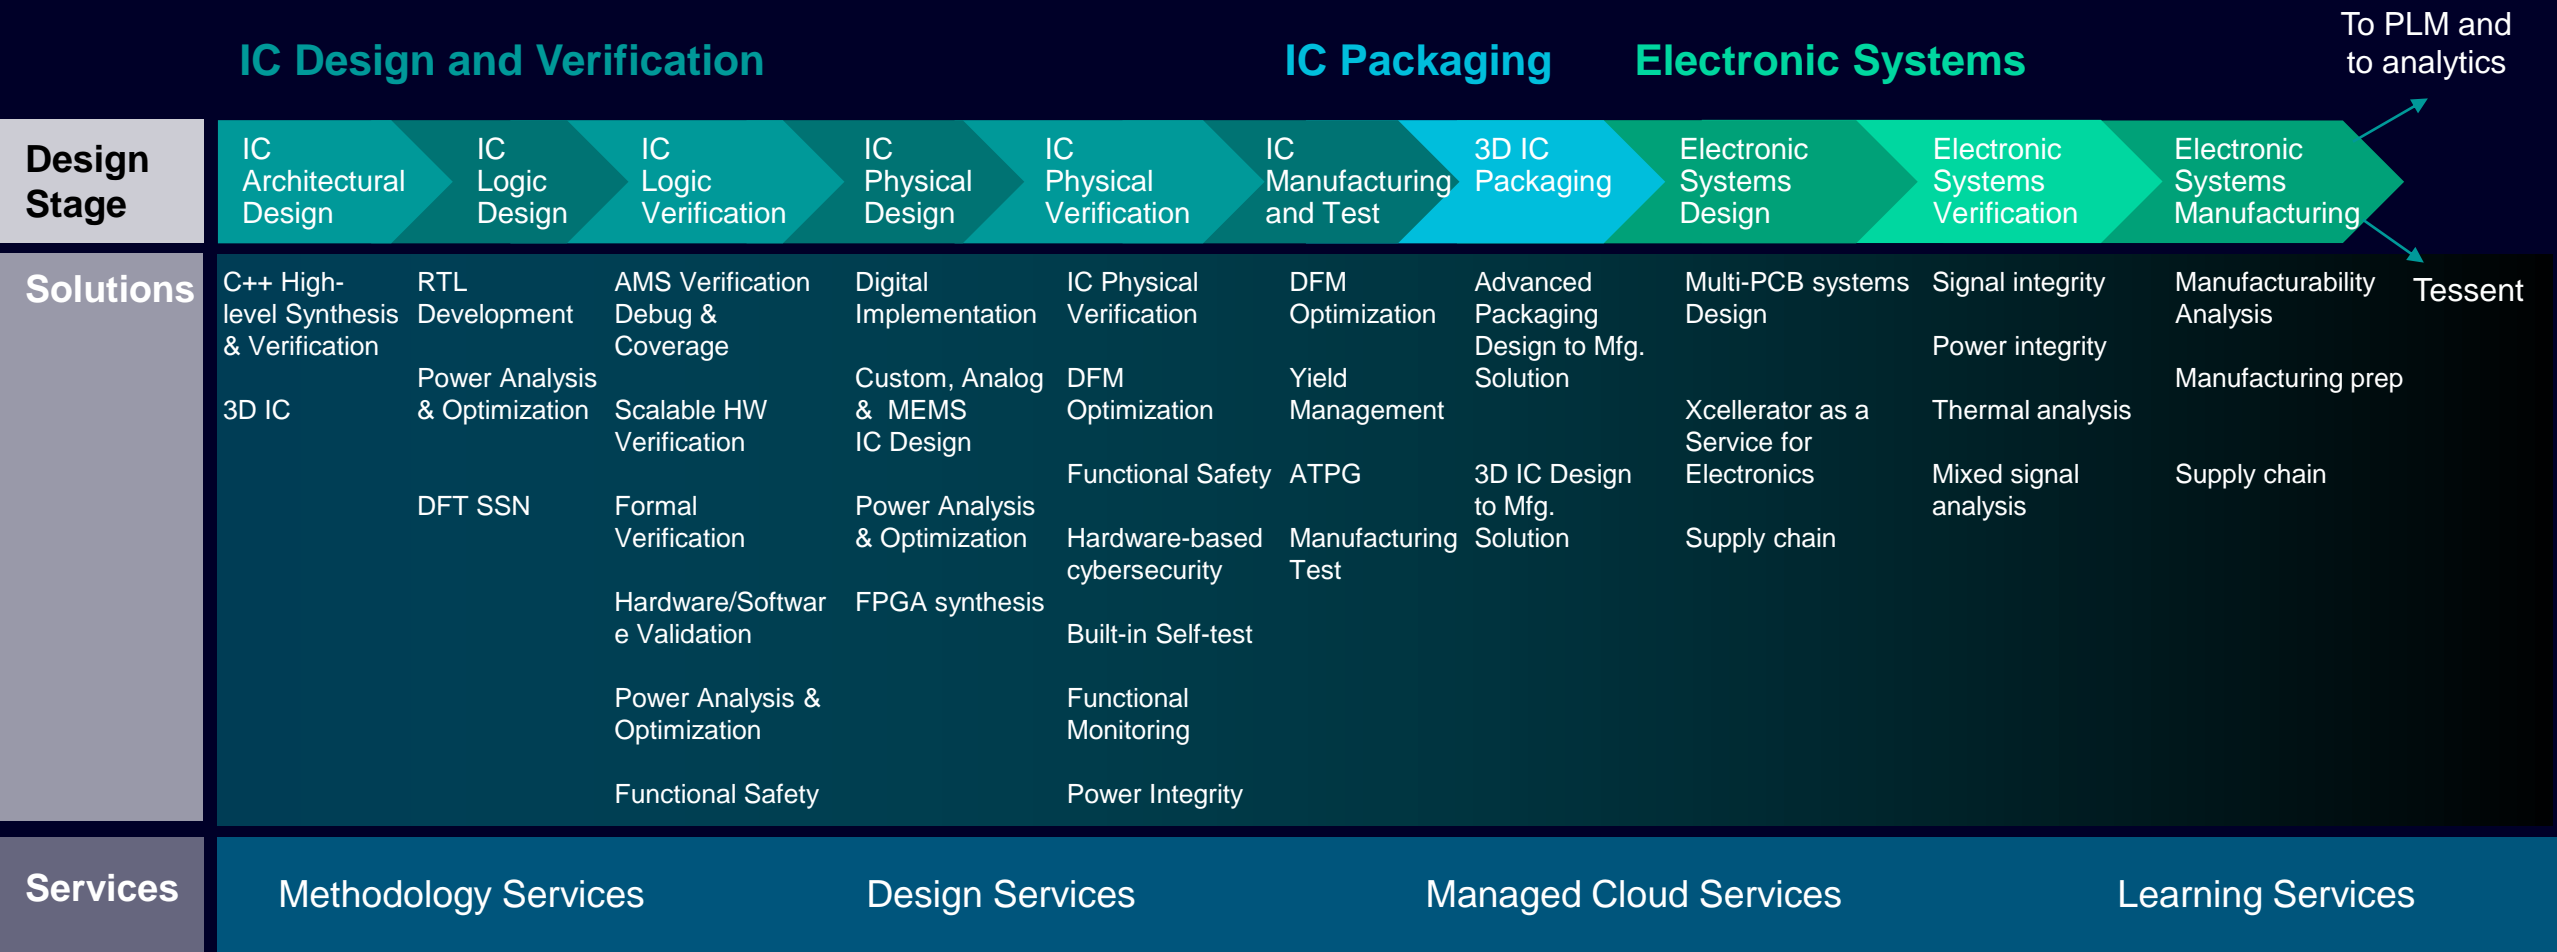 IC Design and Verification
IC Packaging
Electronic Systems
To PLM and
to analytics
Design
Stage
IC
Architectural
Design
IC
Logic
Design
IC
Logic
Verification
IC
Physical
Design
IC
Physical
Verification
IC
Manufacturing
and Test
3D IC
Packaging
Electronic
Systems
Design
Electronic
Systems
Verification
Electronic
Systems
Manufacturing
Solutions
C++ High-
level Synthesis
& Verification
3D IC
RTL
Development
Power Analysis
& Optimization
DFT SSN
AMS Verification
Debug &
Coverage
Scalable HW
Verification
Formal
Verification
Hardware/Softwar
e Validation
Power Analysis &
Optimization
Functional Safety
Digital
Implementation
Custom, Analog
& MEMS
IC Design
Power Analysis
& Optimization
FPGA synthesis
IC Physical
Verification
DFM
Optimization
Functional Safety
Hardware-based
cybersecurity
Built-in Self-test
Functional
Monitoring
Power Integrity
DFM
Optimization
Yield
Management
ATPG
Manufacturing
Test
Advanced
Packaging
Design to Mfg.
Solution
3D IC Design
to Mfg.
Solution
Multi-PCB systems
Design
Xcellerator as a
Service for
Electronics
Supply chain
Signal integrity
Power integrity
Thermal analysis
Mixed signal
analysis
Manufacturability
Analysis
Manufacturing prep
Supply chain
Tessent
Services
Methodology Services
Design Services
Managed Cloud Services
Learning Services